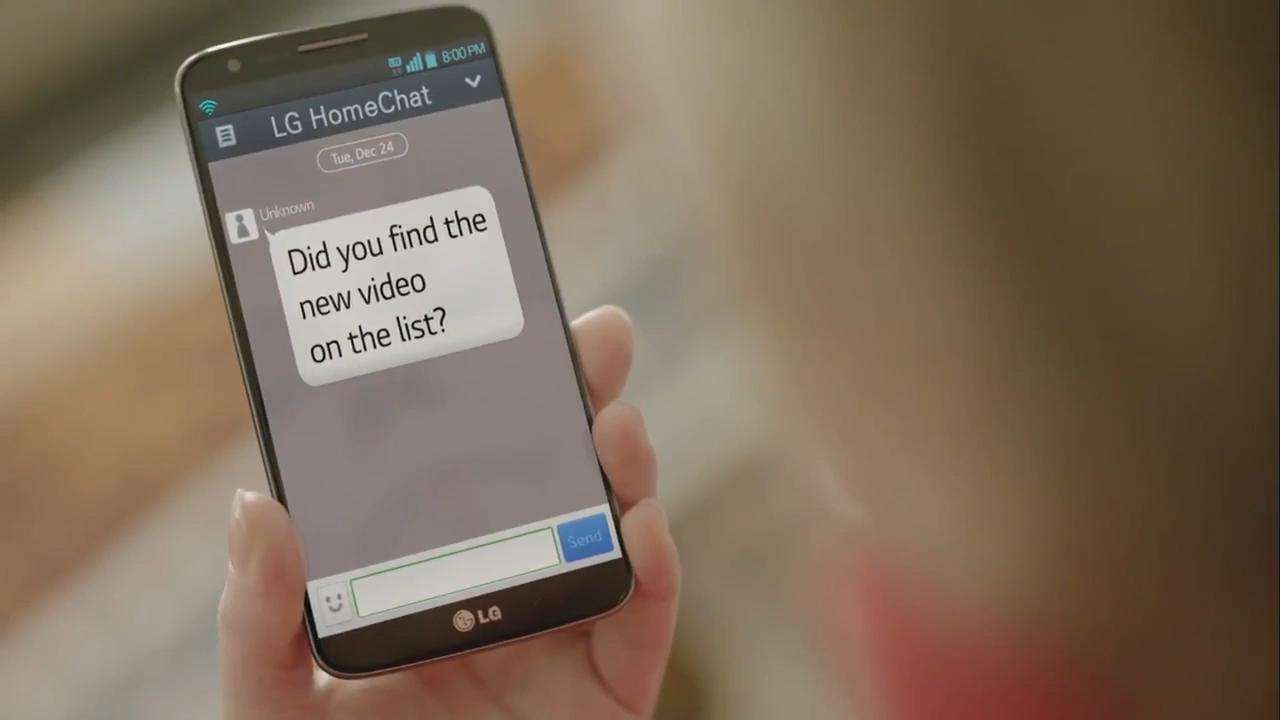 8:00 PM
LG HomeChat
Tue, Dec 24
Unknown
Did you find the
new video
on the list?
Send
LG